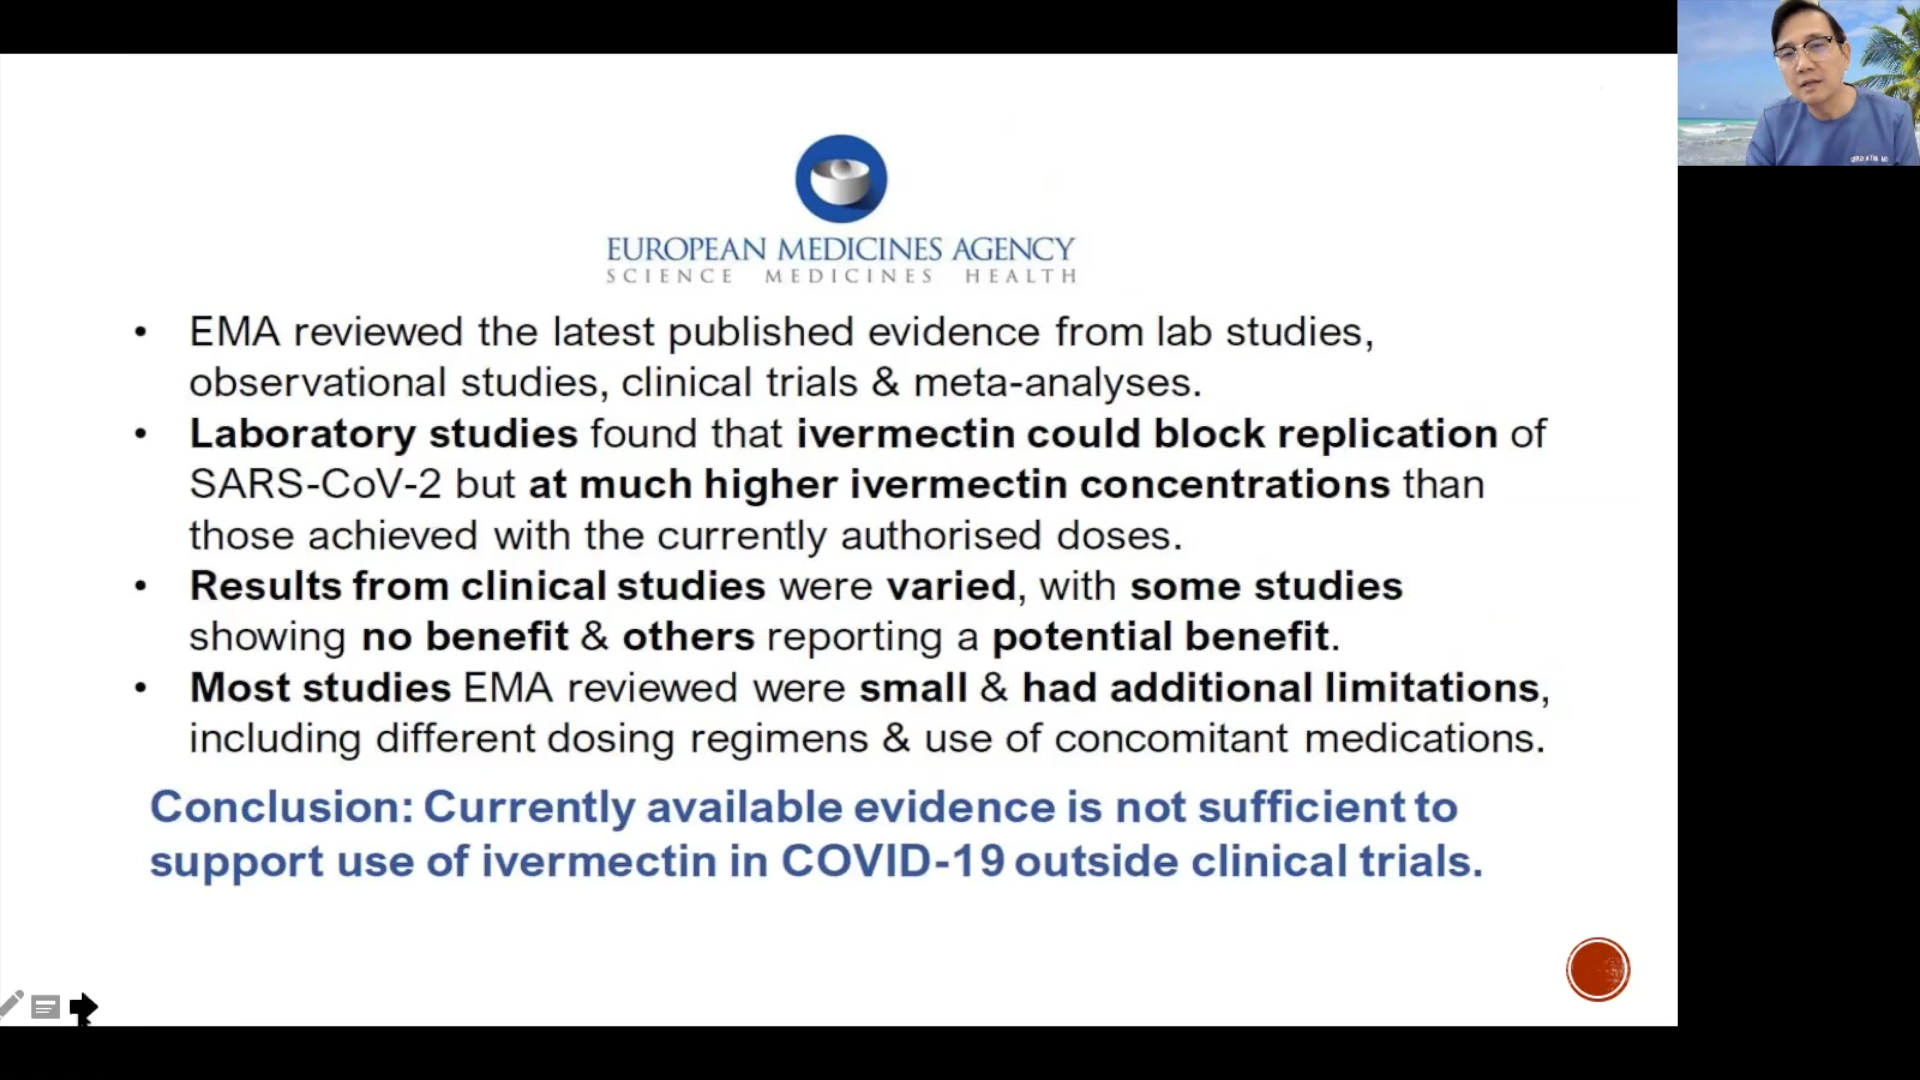 EUROPEAN MEDICINES AGENCY
SCIENCE MEDICINES HEALTH
• EMA reviewed the latest published evidence from lab studies,
observational studies, clinical trials & meta-analyses.
• Laboratory studies found that ivermectin could block replication of
SARS-CoV-2 but at much higher ivermectin concentrations than
those achieved with the currently authorised doses.
• Results from clinical studies were varied, with some studies
showing no benefit & others reporting a potential benefit.
• Most studies EMA reviewed were small & had additional limitations,
including different dosing regimens & use of concomitant medications.
Conclusion: Currently available evidence is not sufficient to
support use of ivermectin in COVID-19 outside clinical trials.